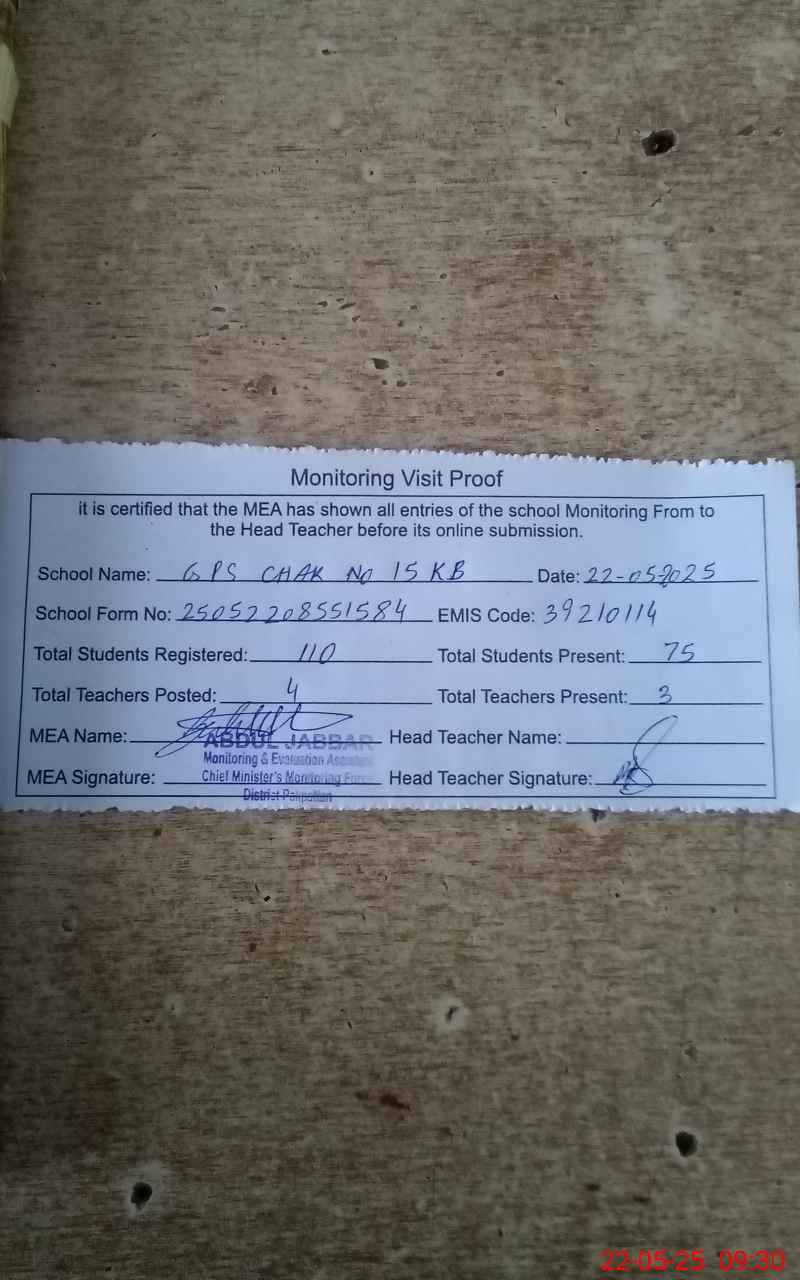 Monitoring Visit Proof
it is certified that the MEA has shown all entries of the school Monitoring From to
the Head Teacher before its online submission.
School Name: GPS CHAK NO 15 KB Date: 22-05-2025
School Form No: 25052208551584 EMIS Code: 39210114
Total Students Registered: 110 Total Students Present: 75
Total Teachers Posted: 4 Total Teachers Present: 3
MEA Name: ABDUL JABBAR Head Teacher Name:
Monitoring & Evaluation
MEA Signature: Chief Minister's Monitoring Force Head Teacher Signature:
District Pakpattan
22-05-25 09:30